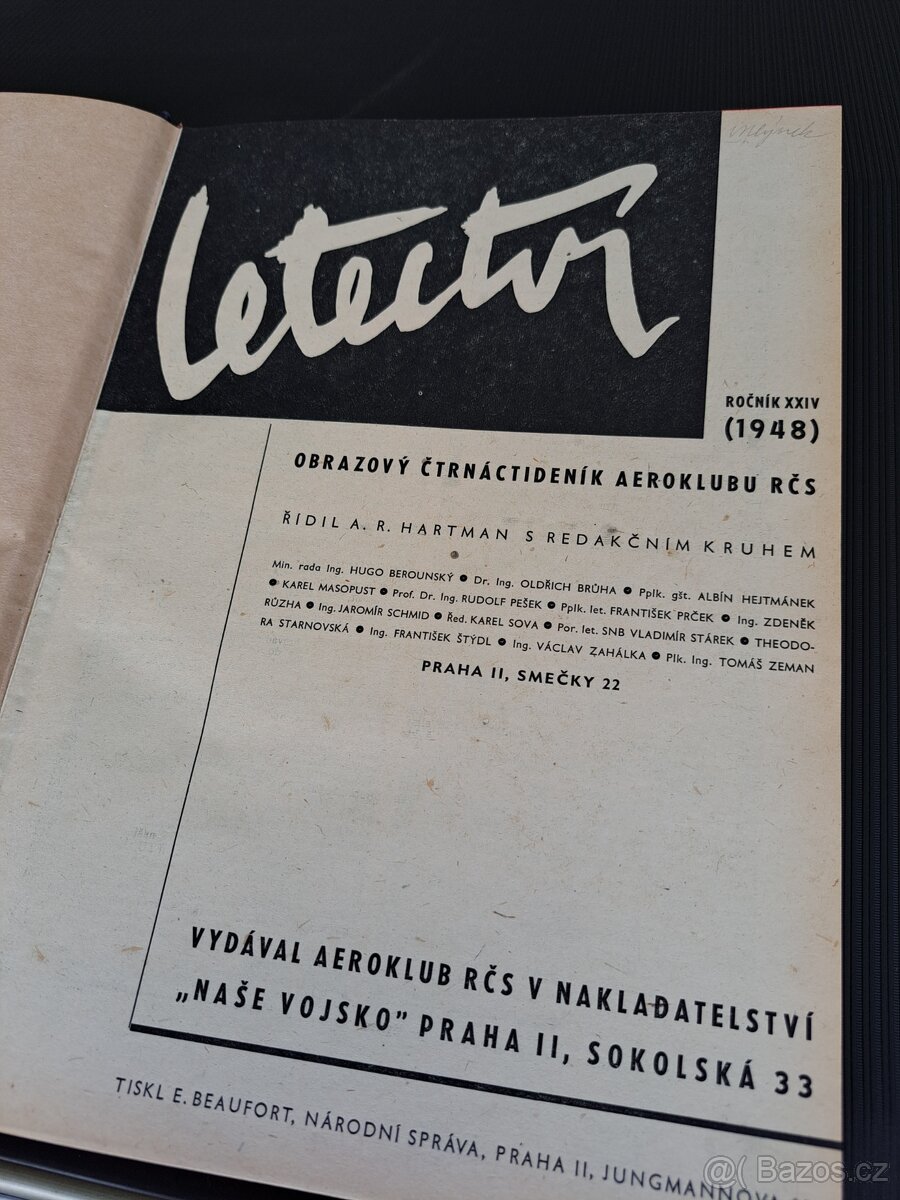 Mlýnek
Letectví
ROČNÍK XXIV
(1948)
OBRAZOVÝ ČTRNÁCTIDENÍK AEROKLUBU RČS
ŘÍDIL A. R. HARTMAN S REDAKČNÍM KRUHEM
Min. rada Ing. HUGO BEROUNSKÝ ● Dr. Ing. OLDŘICH BRŮHA ● Pplk. gšt. ALBÍN HEJTMÁNEK
● KAREL MASOPUST ● Prof. Dr. Ing. RUDOLF PEŠEK ● Pplk. let. FRANTIŠEK PRČEK ● Ing. ZDENĚK
RŮZHA ● Ing. JAROMÍR SCHMID ● Řed. KAREL SOVA ● Por. let. SNB VLADIMÍR STÁREK ● THEODO-
RA STARNOVSKÁ ● Ing. FRANTIŠEK ŠTÝDL ● Ing. VÁCLAV ZAHÁLKA ● Plk. Ing. TOMÁŠ ZEMAN
PRAHA II, SMEČKY 22
VYDÁVAL AEROKLUB RČS V NAKLADATELSTVÍ
„NAŠE VOJSKO” PRAHA II, SOKOLSKÁ 33
TISKL E. BEAUFORT, NÁRODNÍ SPRÁVA, PRAHA II, JUNGMANNOVA
@( Bazos.cz